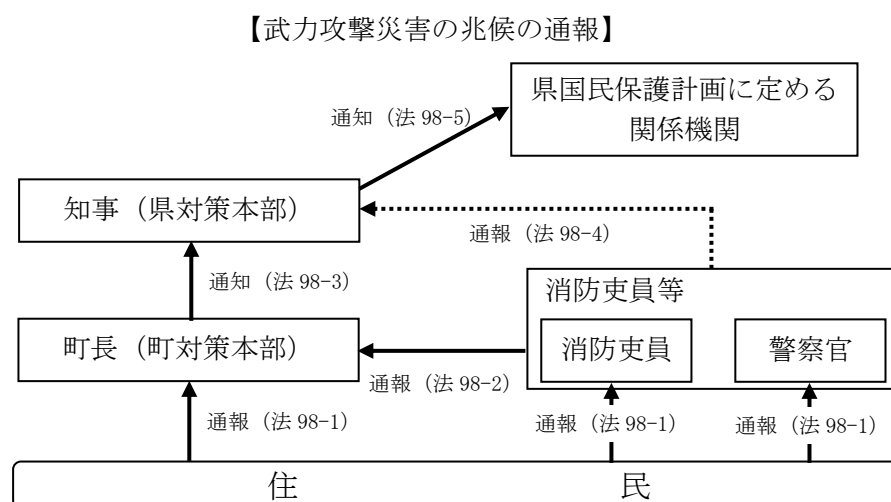 【武力攻撃災害の兆候の通報】
県国民保護計画に定める
関係機関
通知（法 98-5）
知事（県対策本部）
通報（法 98-4）
通知（法 98-3）
消防吏員等
町長（町対策本部）
消防吏員
警察官
通報（法 98-2）
通報（法 98-1）
通報（法 98-1）
通報（法 98-1）
住 民